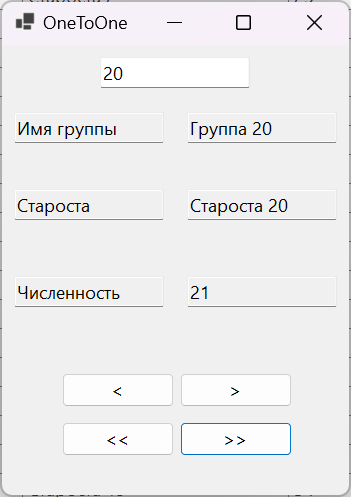 OneToOne
20
Имя группы Группа 20
Староста Староста 20
Численность 21
< >
<< >>